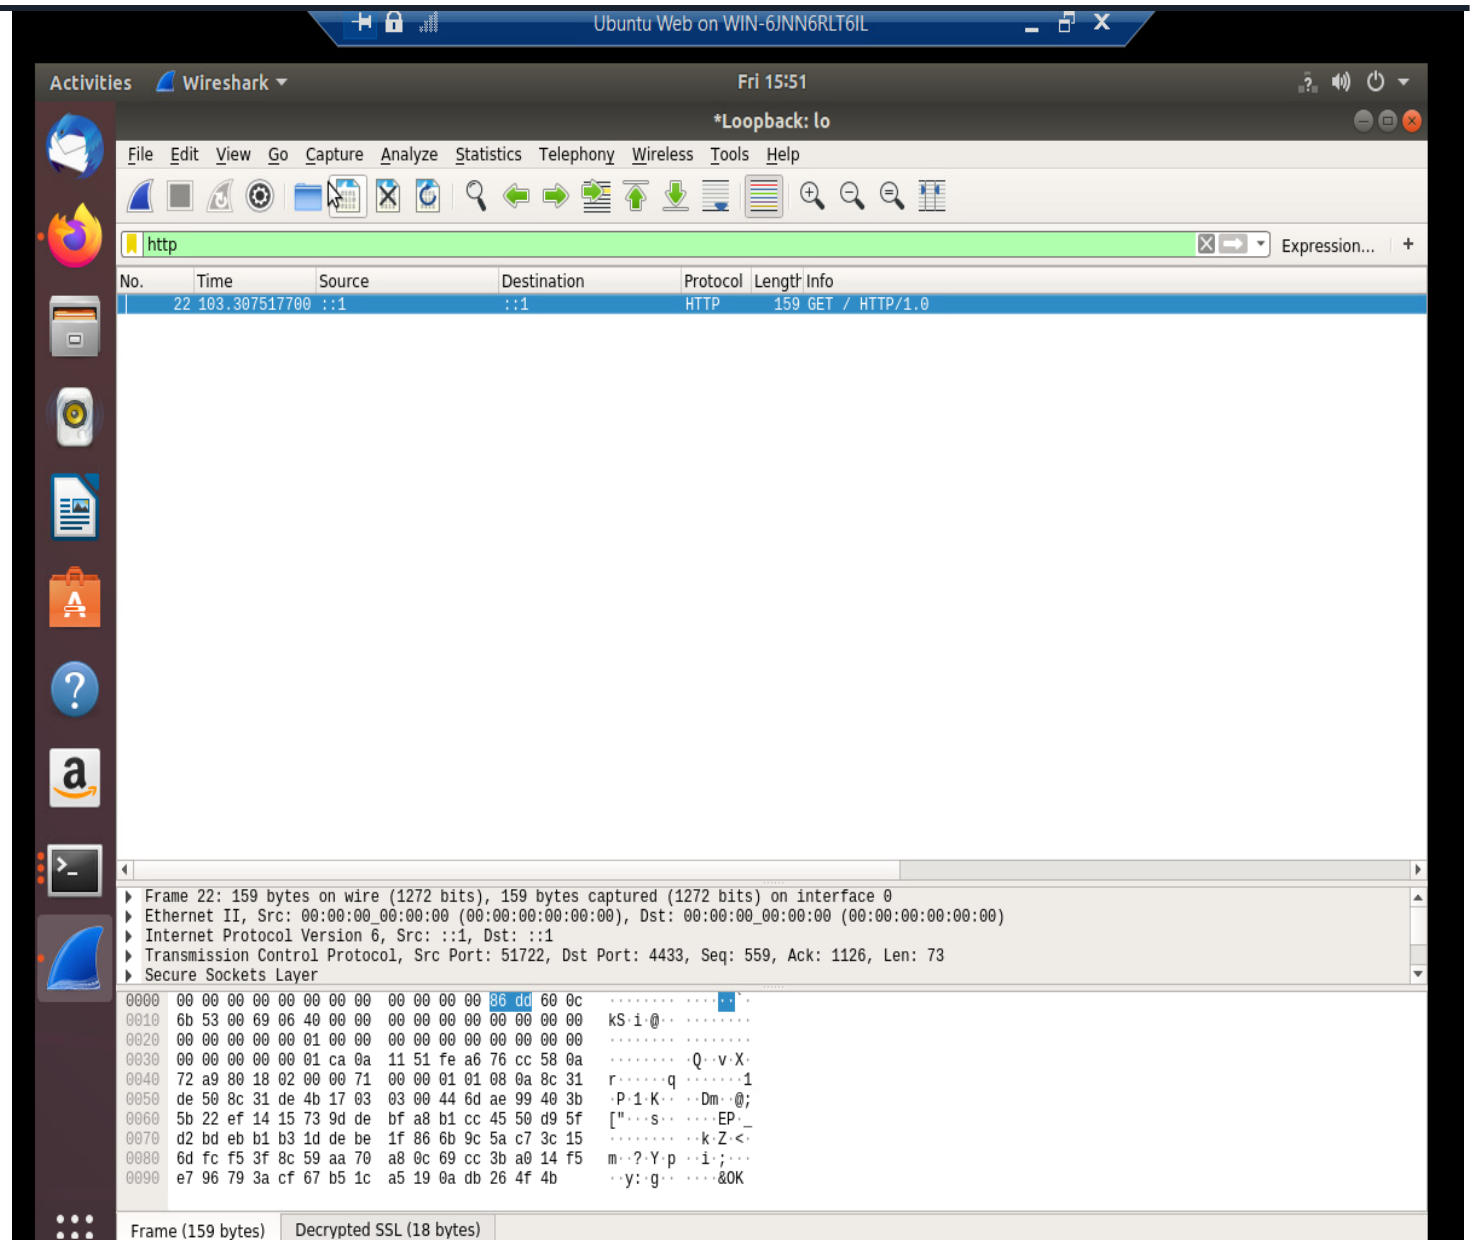 Ubuntu Web on WIN-6JNN6RLT6IL
Activities Wireshark Fri 15:51
*Loopback: lo
File Edit View Go Capture Analyze Statistics Telephony Wireless Tools Help
http Expression... +
No. Time Source Destination Protocol Length Info
22 103.307517700 ::1 ::1 HTTP 159 GET / HTTP/1.0
Frame 22: 159 bytes on wire (1272 bits), 159 bytes captured (1272 bits) on interface 0
Ethernet II, Src: 00:00:00_00:00:00 (00:00:00:00:00:00), Dst: 00:00:00_00:00:00 (00:00:00:00:00:00)
Internet Protocol Version 6, Src: ::1, Dst: ::1
Transmission Control Protocol, Src Port: 51722, Dst Port: 4433, Seq: 559, Ack: 1126, Len: 73
Secure Sockets Layer
0000 00 00 00 00 00 00 00 00 00 00 00 00 86 dd 60 0c ········ ······`·
0010 6b 53 00 69 06 40 00 00 00 00 00 00 00 00 00 00 kS·i·@·· ········
0020 00 00 00 00 00 01 00 00 00 00 00 00 00 00 00 00 ········ ········
0030 00 00 00 00 00 01 ca 0a 11 51 fe a6 76 cc 58 0a ········ ·Q··v·X·
0040 72 a9 80 18 02 00 00 71 00 00 01 01 08 0a 8c 31 r······q ·······1
0050 de 50 8c 31 de 4b 17 03 03 00 44 6d ae 99 40 3b ·P·1·K·· ··Dm··@;
0060 5b 22 ef 14 15 73 9d de bf a8 b1 cc 45 50 d9 5f ["···s·· ····EP·_
0070 d2 bd eb b1 b3 1d de be 1f 86 6b 9c 5a c7 3c 15 ········ ··k·Z·<·
0080 6d fc f5 3f 8c 59 aa 70 a8 0c 69 cc 3b a0 14 f5 m··?·Y·p ··i·;···
0090 e7 96 79 3a cf 67 b5 1c a5 19 0a db 26 4f 4b ··y:·g·· ····&OK
Frame (159 bytes) Decrypted SSL (18 bytes)